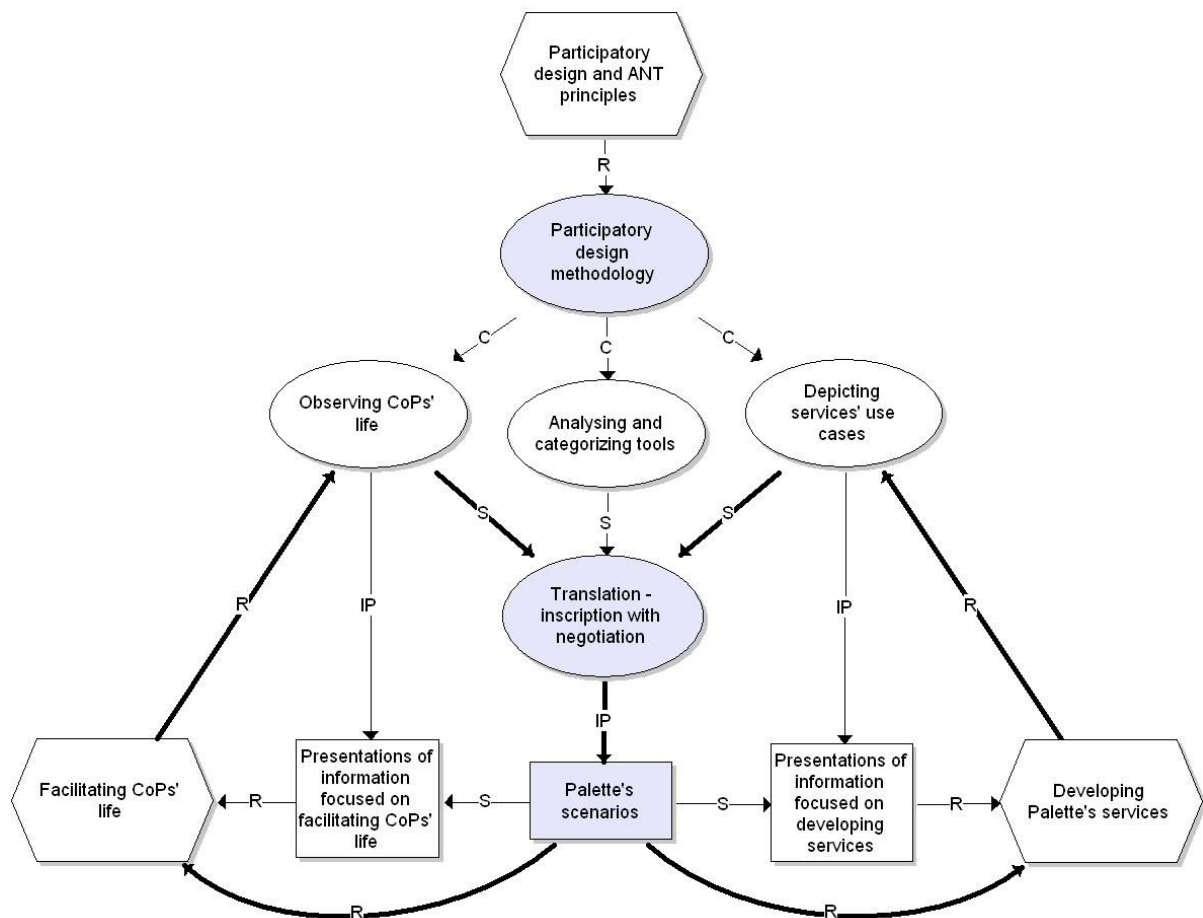 Participatory
design and ANT
principles
R
Participatory
design
methodology
C
C
C
Observing CoPs'
life
Analysing and
categorizing tools
Depicting
services' use
cases
S
S
S
R
IP
Translation -
inscription with
negotiation
IP
R
IP
Facilitating CoPs'
life
R
Presentations of
information
focused on
facilitating CoPs'
life
S
Palette's
scenarios
S
Presentations of
information
focused on
developing
services
R
Developing
Palette's services
R
R